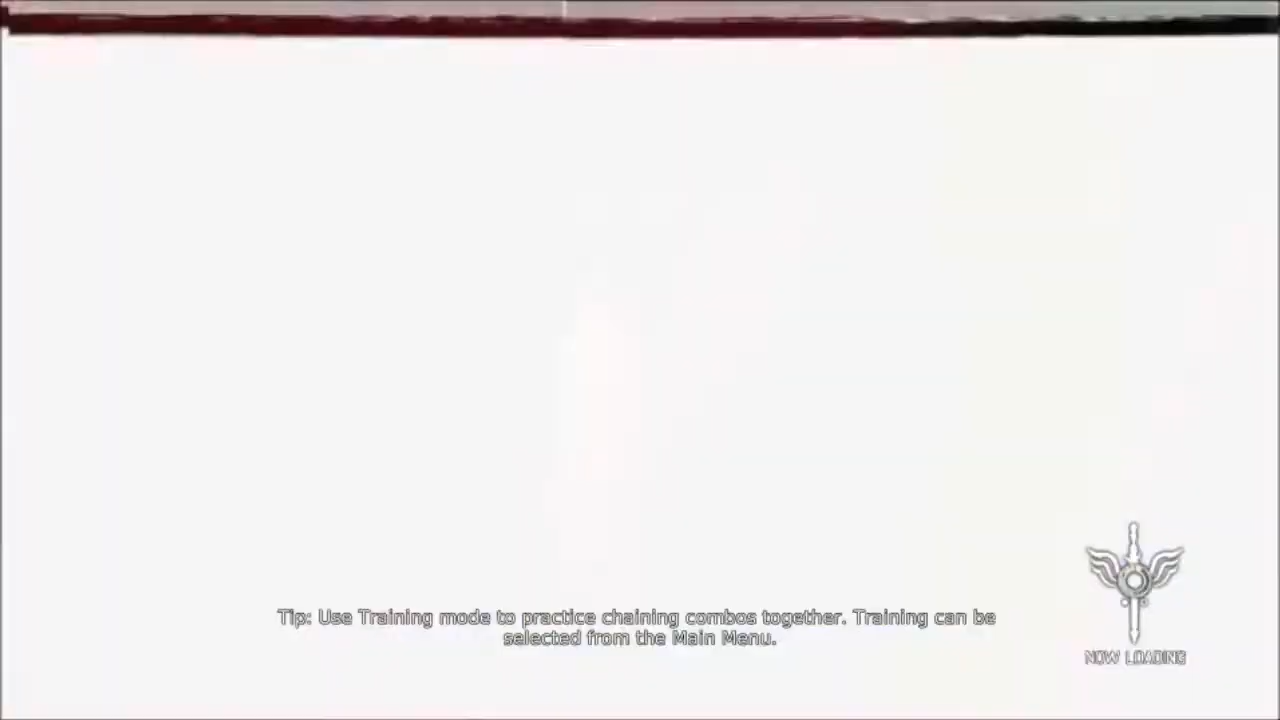 Tip: Use Training mode to practice chaining combos together. Training can be
selected from the Main Menu.
NOW LOADING